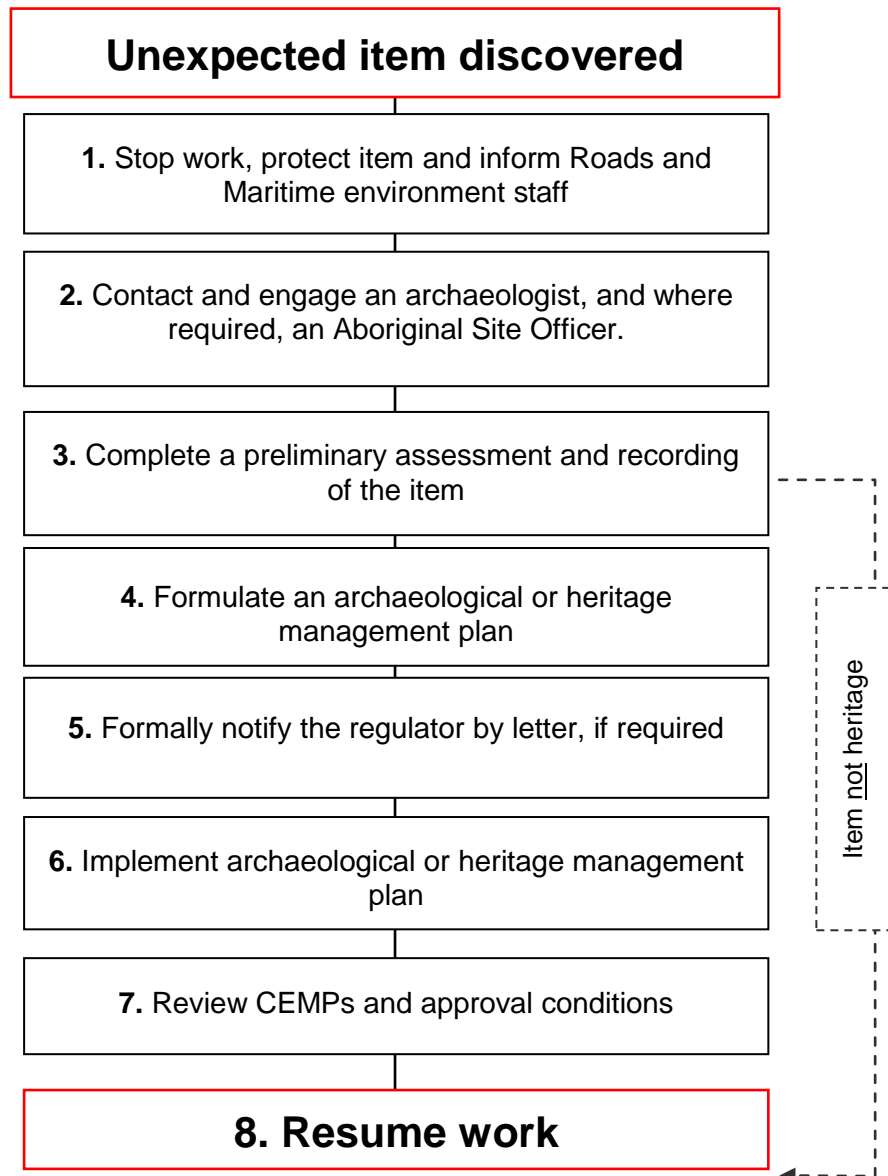 Unexpected item discovered
1. Stop work, protect item and inform Roads and
Maritime environment staff
2. Contact and engage an archaeologist, and where
required, an Aboriginal Site Officer.
3. Complete a preliminary assessment and recording
of the item
4. Formulate an archaeological or heritage
management plan
5. Formally notify the regulator by letter, if required
6. Implement archaeological or heritage management
plan
7. Review CEMPs and approval conditions
8. Resume work
Item not heritage